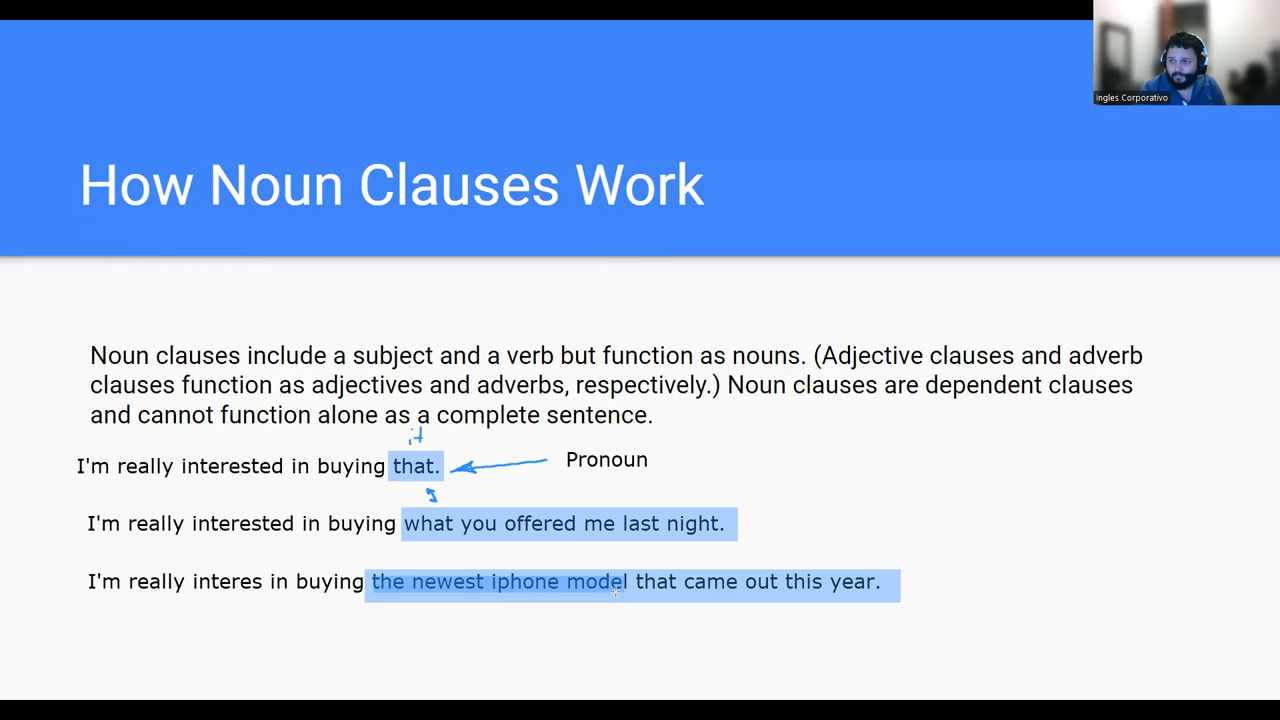 Ingles Corporativo
How Noun Clauses Work
Noun clauses include a subject and a verb but function as nouns. (Adjective clauses and adverb
clauses function as adjectives and adverbs, respectively.) Noun clauses are dependent clauses
and cannot function alone as a complete sentence.
it
I'm really interested in buying that.
Pronoun
I'm really interested in buying what you offered me last night.
I'm really interes in buying the newest iphone model that came out this year.